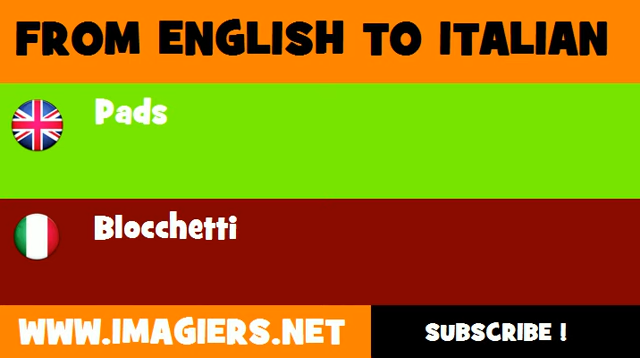 FROM ENGLISH TO ITALIAN
Pads
Blocchetti
WWW.IMAGIERS.NET
SUBSCRIBE !